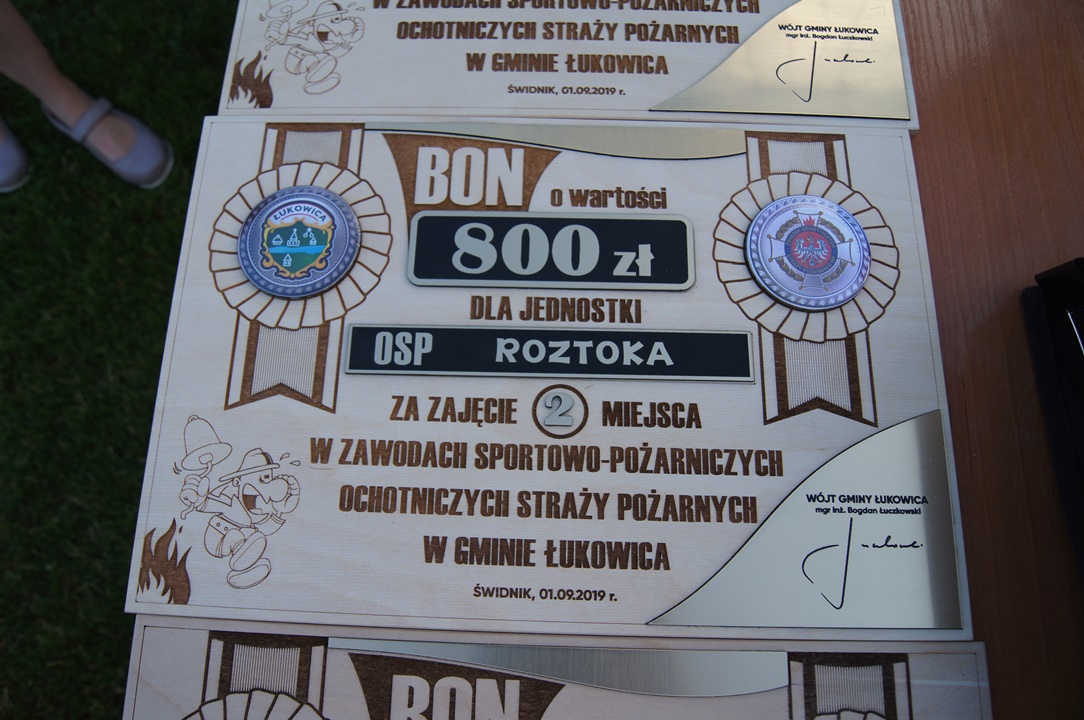 W ZAWODACH SPORTOWO-POŻARNICZYCH
OCHOTNICZYCH STRAŻY POŻARNYCH
W GMINIE ŁUKOWICA
ŚWIDNIK, 01.09.2019 r.
WÓJT GMINY ŁUKOWICA
mgr inż. Bogdan Łuczkowski
BON
o wartości
800 zł
ŁUKOWICA
DLA JEDNOSTKI
OSP ROZTOKA
ZA ZAJĘCIE 2 MIEJSCA
W ZAWODACH SPORTOWO-POŻARNICZYCH
OCHOTNICZYCH STRAŻY POŻARNYCH
W GMINIE ŁUKOWICA
ŚWIDNIK, 01.09.2019 r.
WÓJT GMINY ŁUKOWICA
mgr inż. Bogdan Łuczkowski
BON